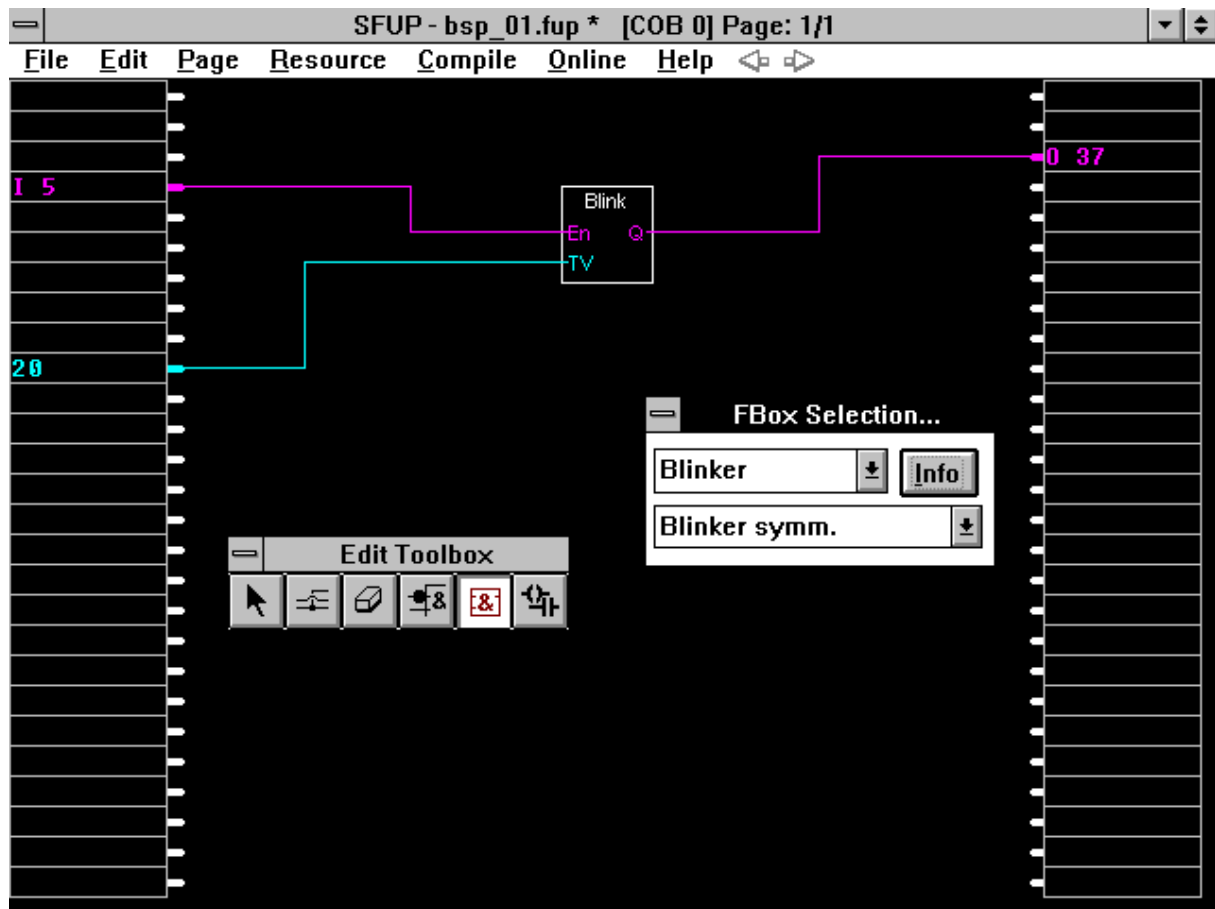 SFUP - bsp_01.fup * [COB 0] Page: 1/1
File Edit Page Resource Compile Online Help
O 37
I 5
Blink
En Q
TV
20
FBox Selection...
Blinker Info
Blinker symm.
Edit Toolbox
& &